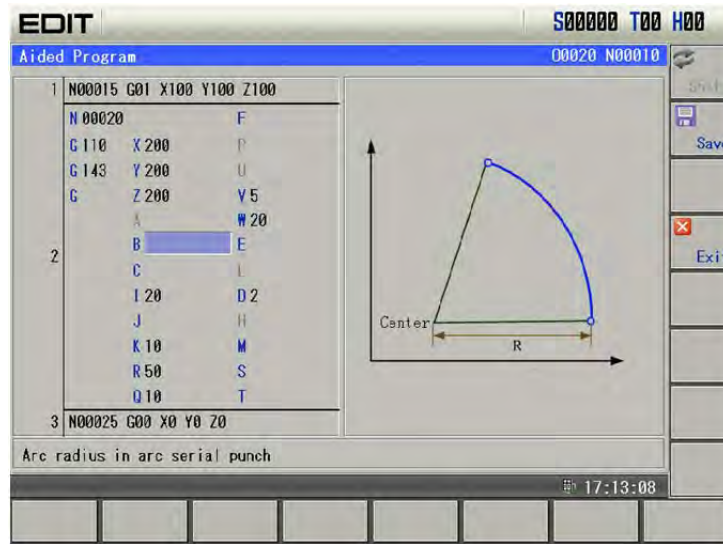 EDIT S00000 T00 H00
Aided Program O0020 N00010
1 N00015 G01 X100 Y100 Z100
N 00020 F
G 110 X 200 P
G 143 Y 200 U
G Z 200 V 5
A W 20
2 B E
C L
I 20 D 2
J H
K 10 M
R 50 S
Q 10 T
3 N00025 G00 X0 Y0 Z0
Center
R
Arc radius in arc serial punch
17:13:08
Save
Exi